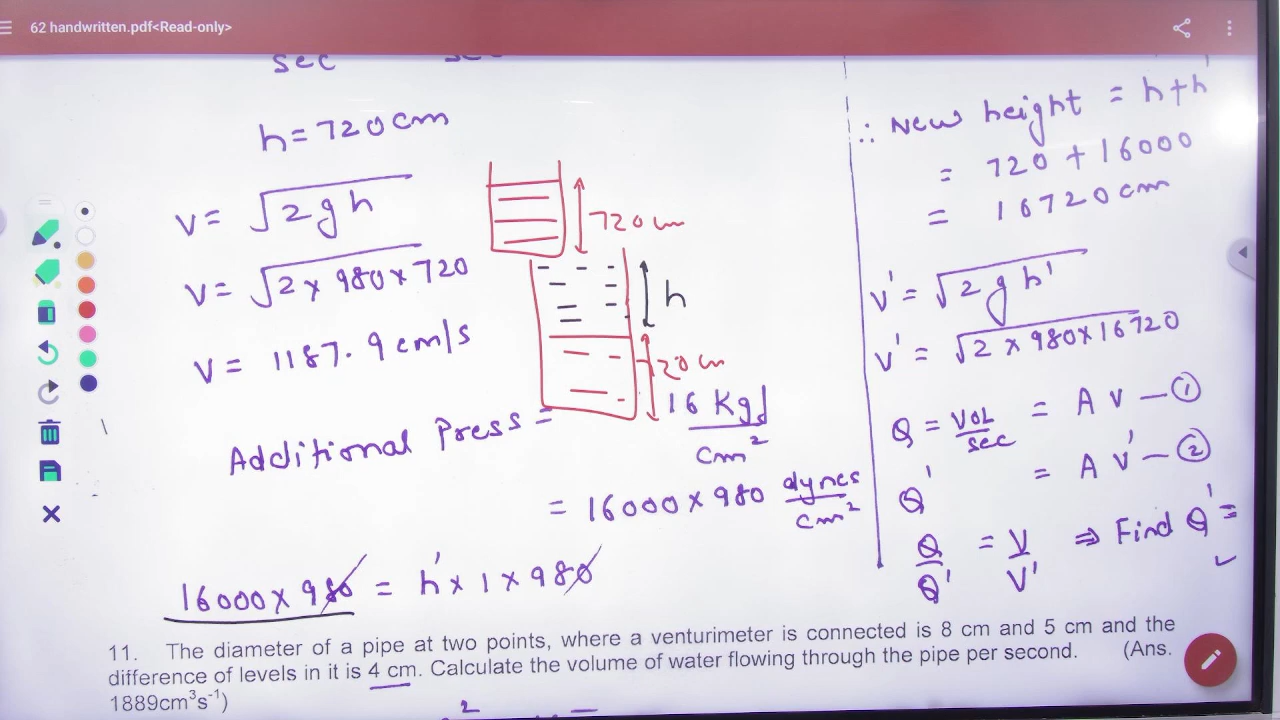 62 handwritten.pdf<Read-only>
sec
h = 720 cm
v = √2gh
v = √2 x 980 x 720
v = 1187.9 cm/s
720 cm
h
720 cm
Additional Press = 16 Kgf/cm²
= 16000 x 980 dynes/cm²
16000 x 980 = h' x 1 x 980
∴ New height = h+h'
= 720 + 16000
= 16720 cm
v' = √2gh'
v' = √2 x 980 x 16720
Q = VOL/sec = A v — ①
Q' = A v' — ②
Q/Q' = V/V' ⇒ Find Q' =
11. The diameter of a pipe at two points, where a venturimeter is connected is 8 cm and 5 cm and the
difference of levels in it is 4 cm. Calculate the volume of water flowing through the pipe per second. (Ans.
1889cm³s⁻¹)